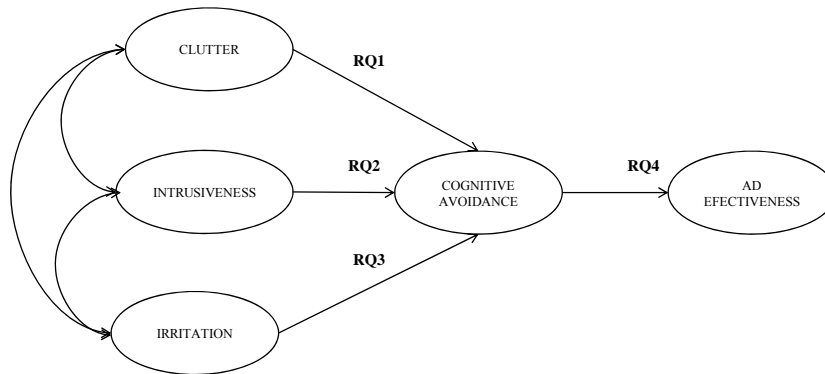 CLUTTER
RQ1
INTRUSIVENESS
RQ2
COGNITIVE
AVOIDANCE
RQ4
AD
EFECTIVENESS
RQ3
IRRITATION